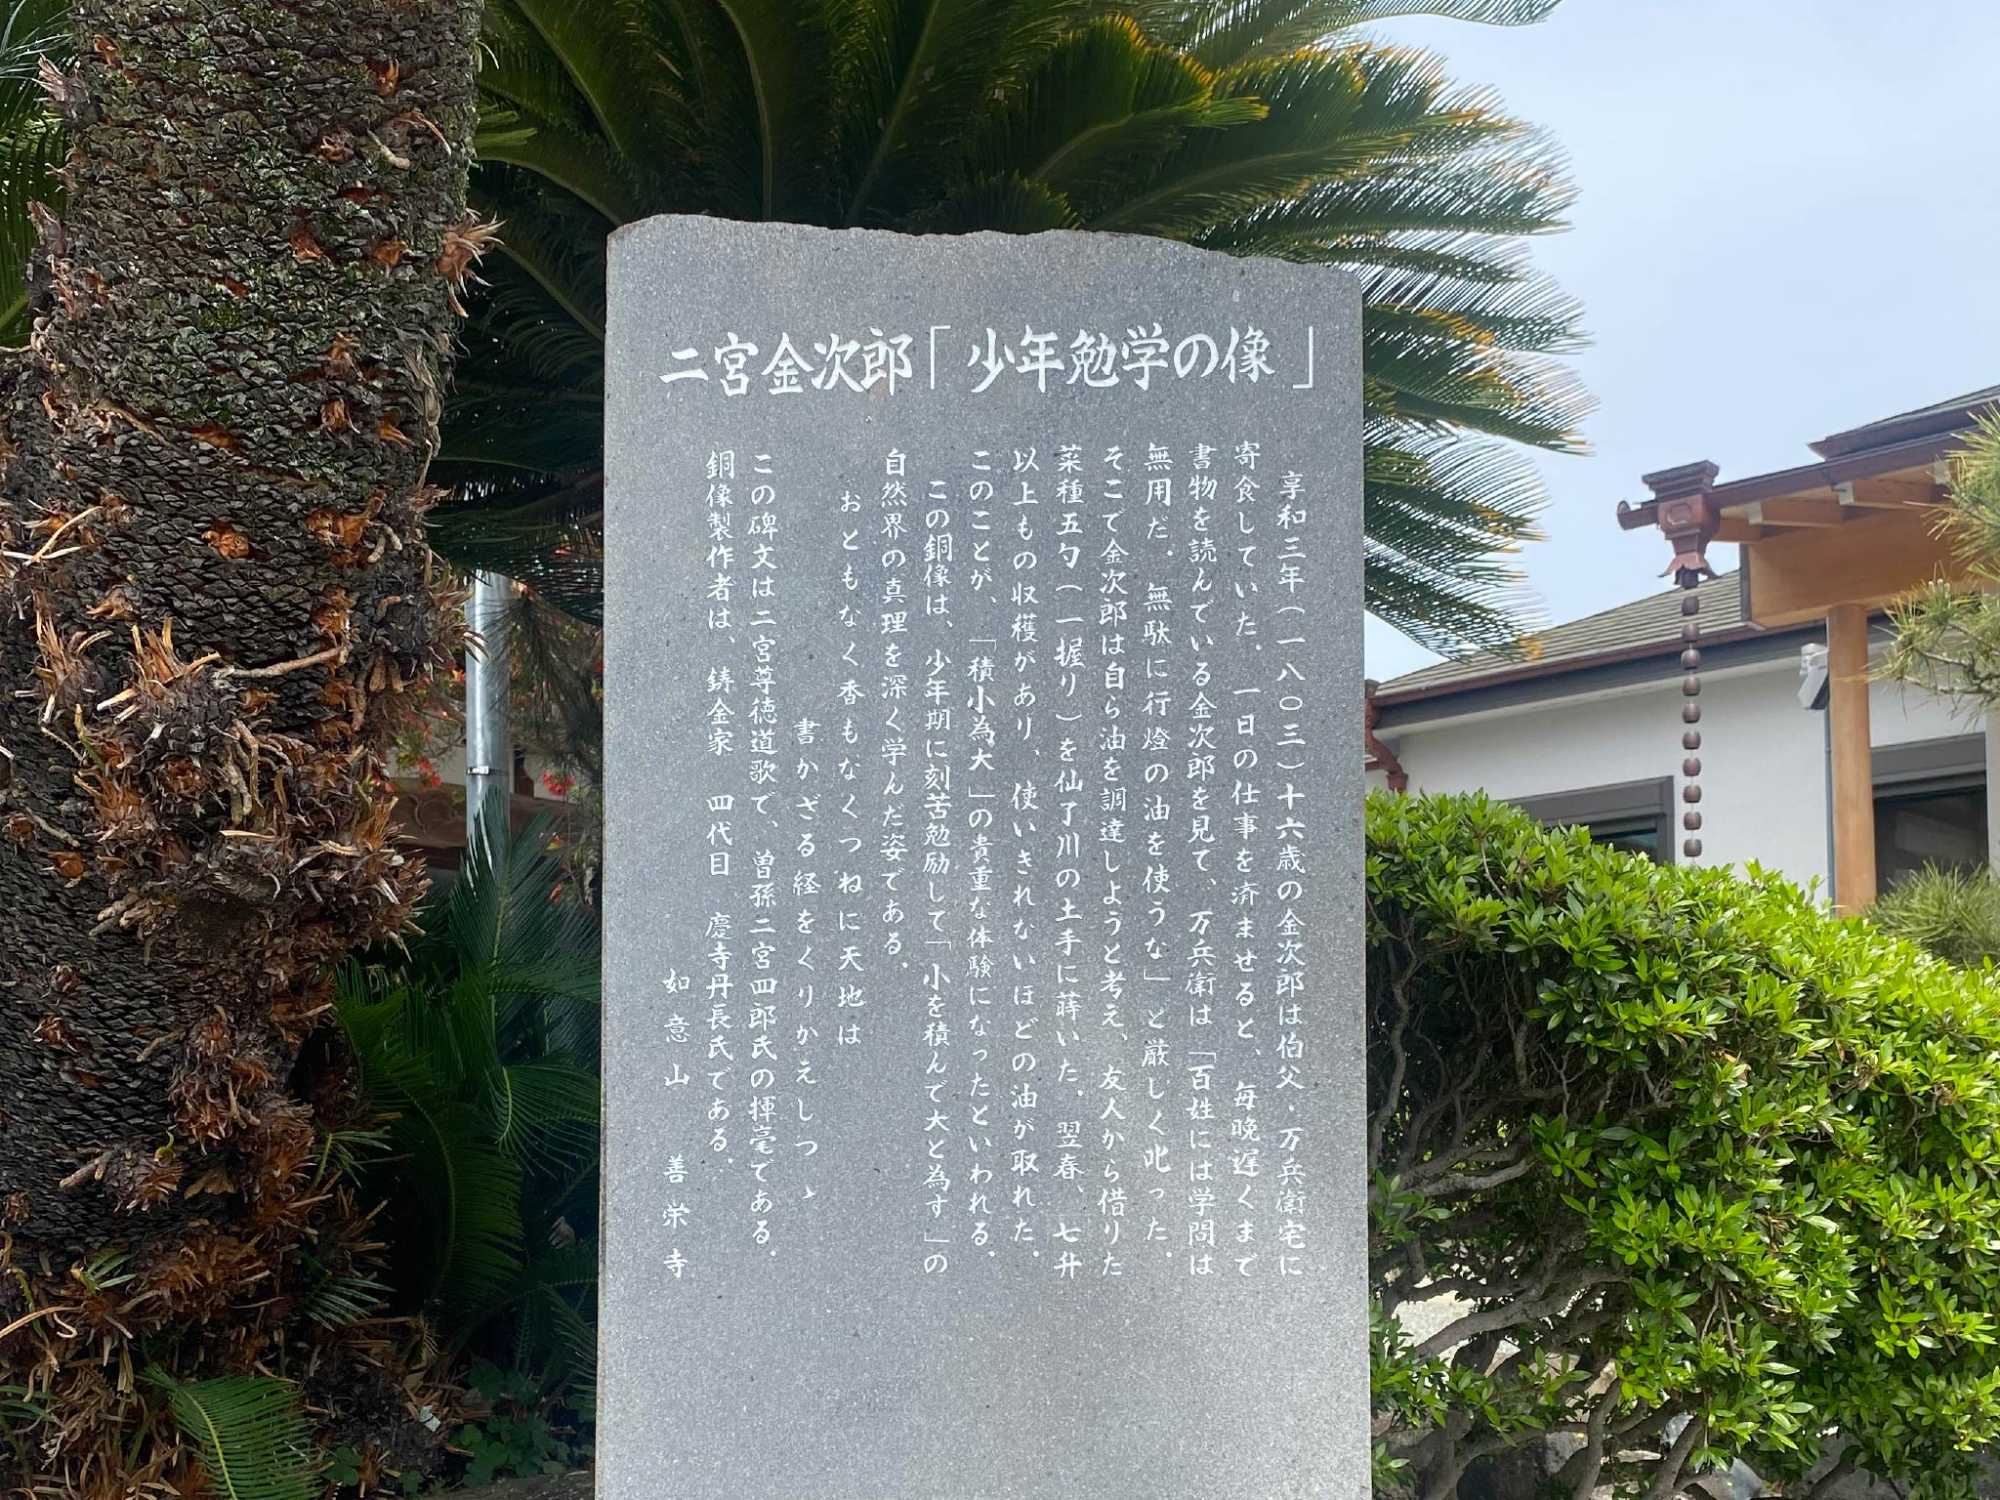 二宮金次郎「少年勉学の像」
享和三年(一八〇三)十六歳の金次郎は伯父・万兵衛宅に
寄食していた。一日の仕事を済ませると、毎晩遅くまで
書物を読んでいる金次郎を見て、万兵衛は「百姓には学問は
無用だ。無駄に行燈の油を使うな」と厳しく叱った。
そこで金次郎は自ら油を調達しようと考え、友人から借りた
菜種五勺(一握り)を仙了川の土手に蒔いた。翌春、七升
以上もの収穫があり、使いきれないほどの油が取れた。
このことが、「積小為大」の貴重な体験になったといわれる。
この銅像は、少年期に刻苦勉励して「小を積んで大と為す」の
自然界の真理を深く学んだ姿である。
おともなく香もなくつねに天地は
書かざる経をくりかえしつゝ
この碑文は二宮尊徳道歌で、曽孫二宮四郎氏の揮毫である。
銅像製作者は、鋳金家 四代目 慶寺丹長氏である。
如意山 善栄寺